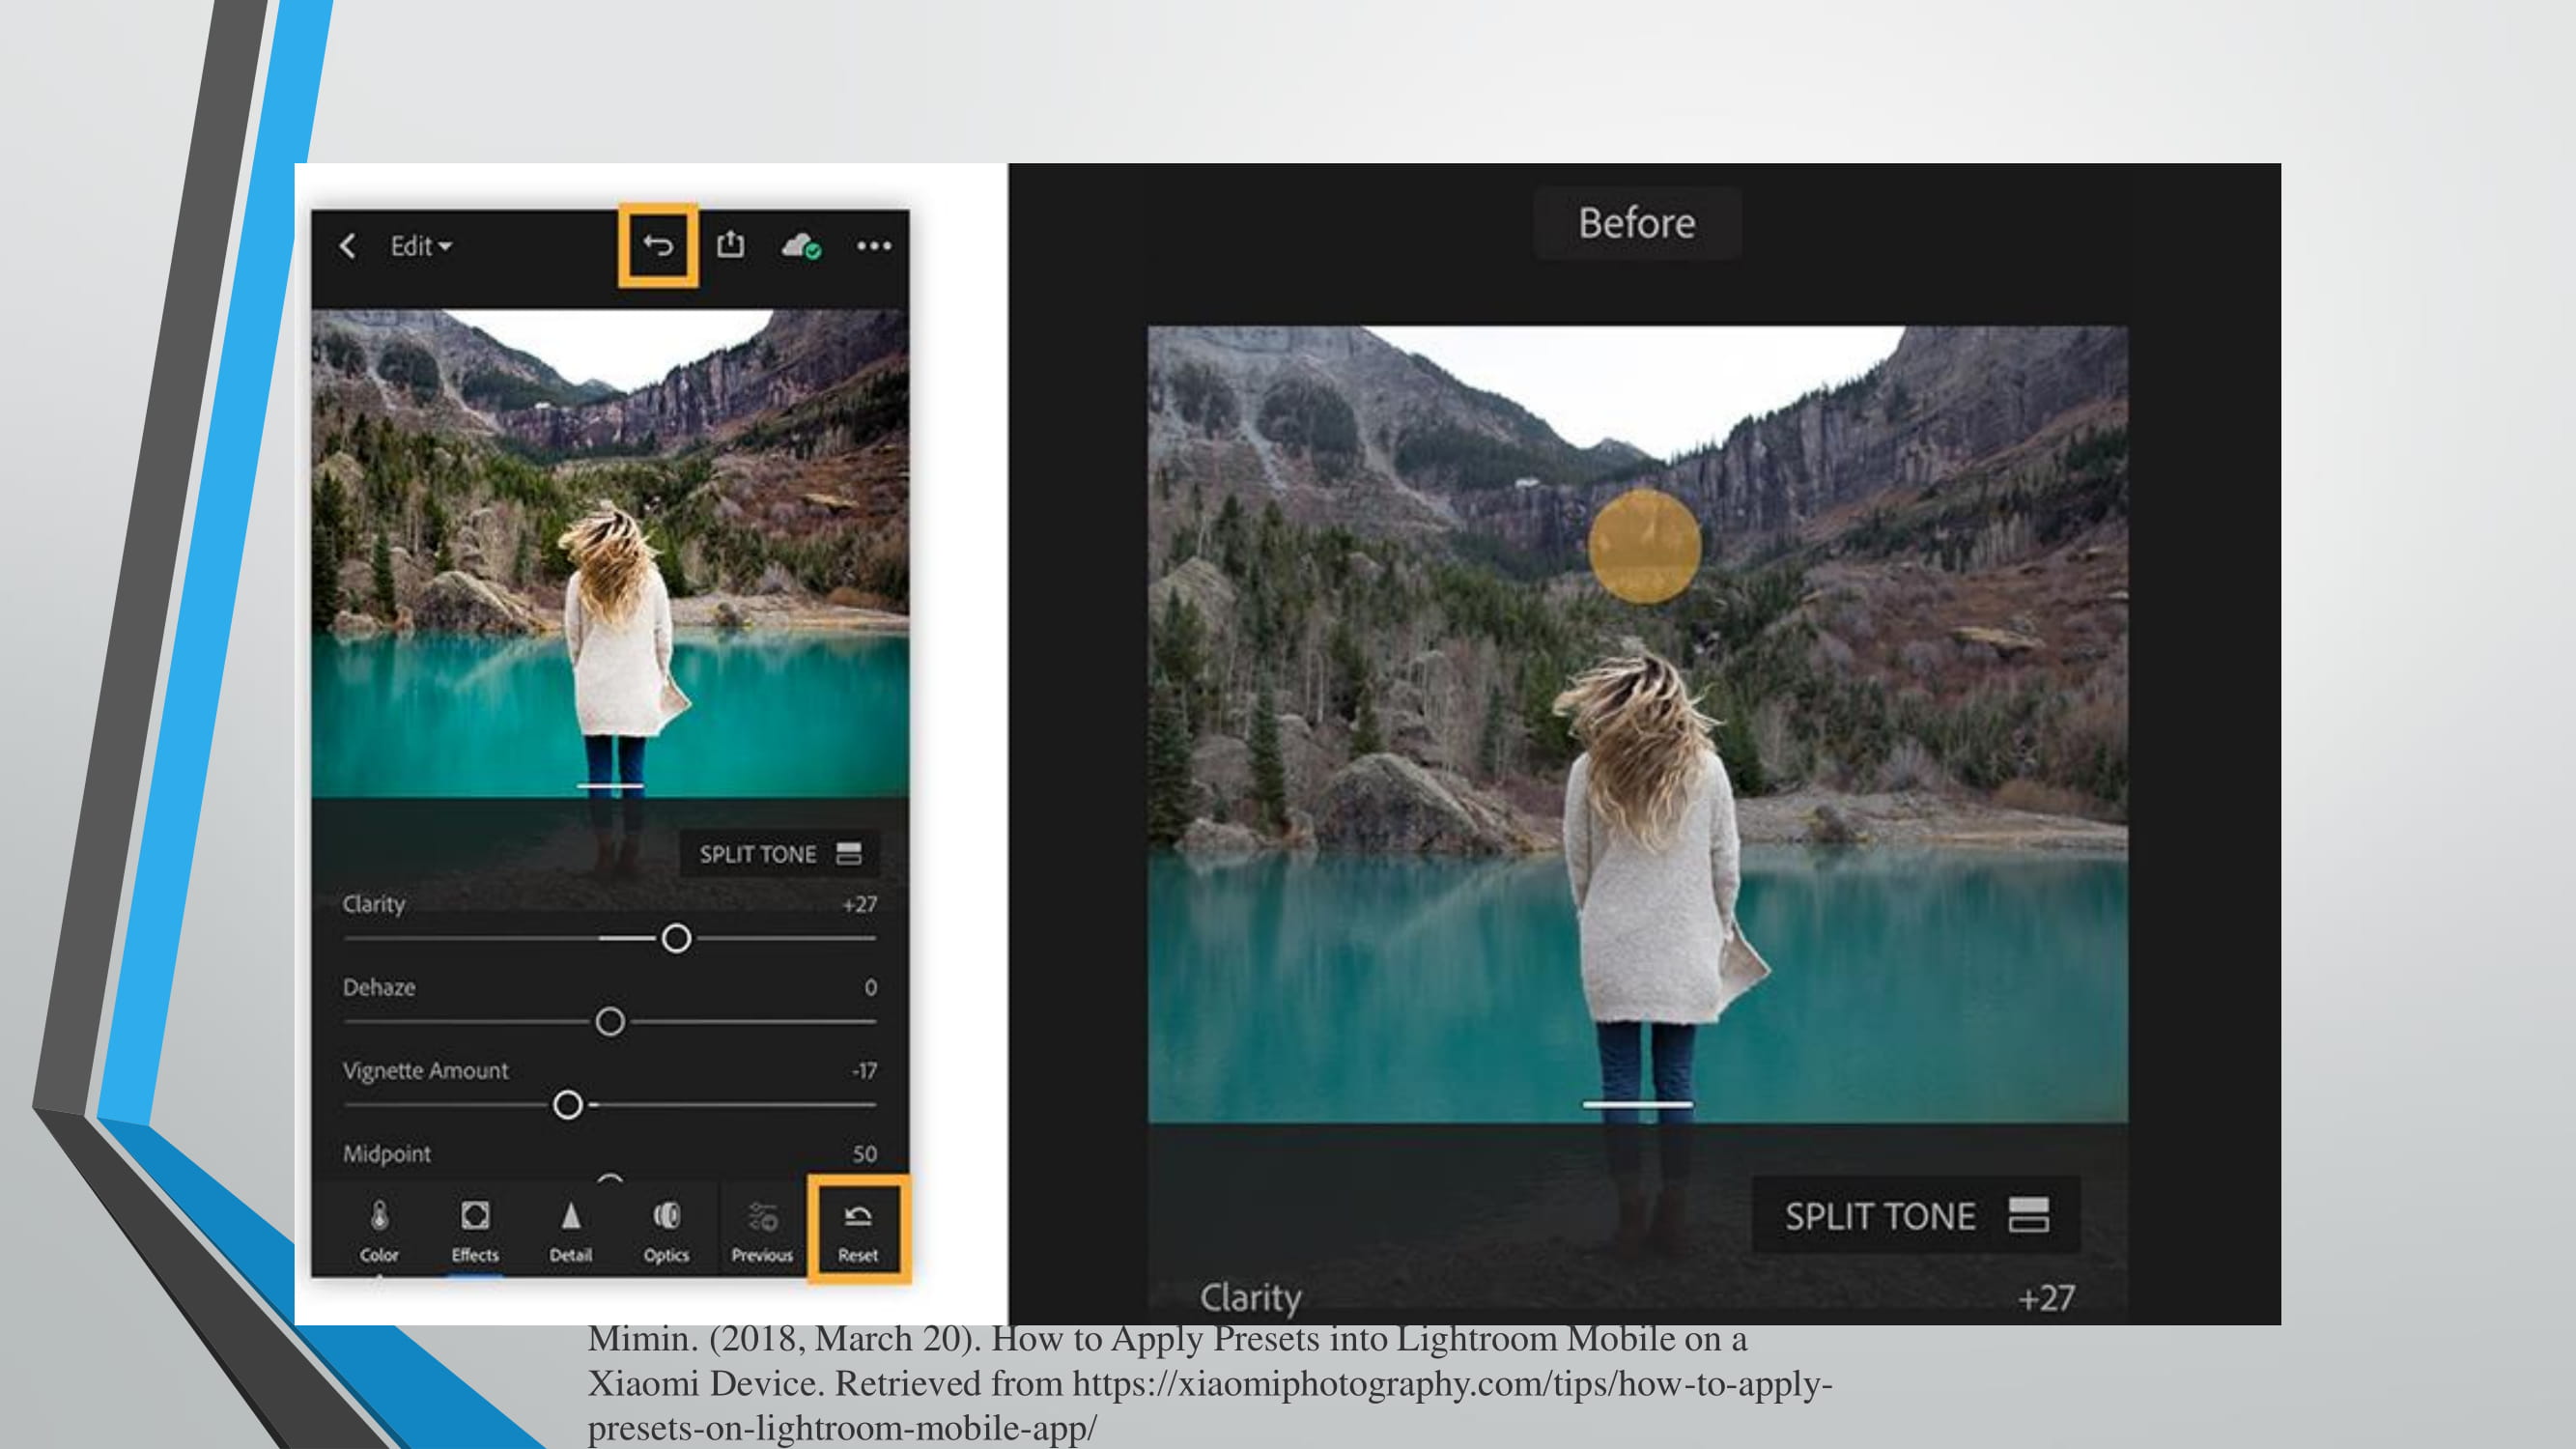 Edit
SPLIT TONE
Clarity +27
Dehaze 0
Vignette Amount -17
Midpoint 50
Color Effects Detail Optics Previous Reset
Before
SPLIT TONE
Clarity +27
Mimin. (2018, March 20). How to Apply Presets into Lightroom Mobile on a
Xiaomi Device. Retrieved from https://xiaomiphotography.com/tips/how-to-apply-
presets-on-lightroom-mobile-app/